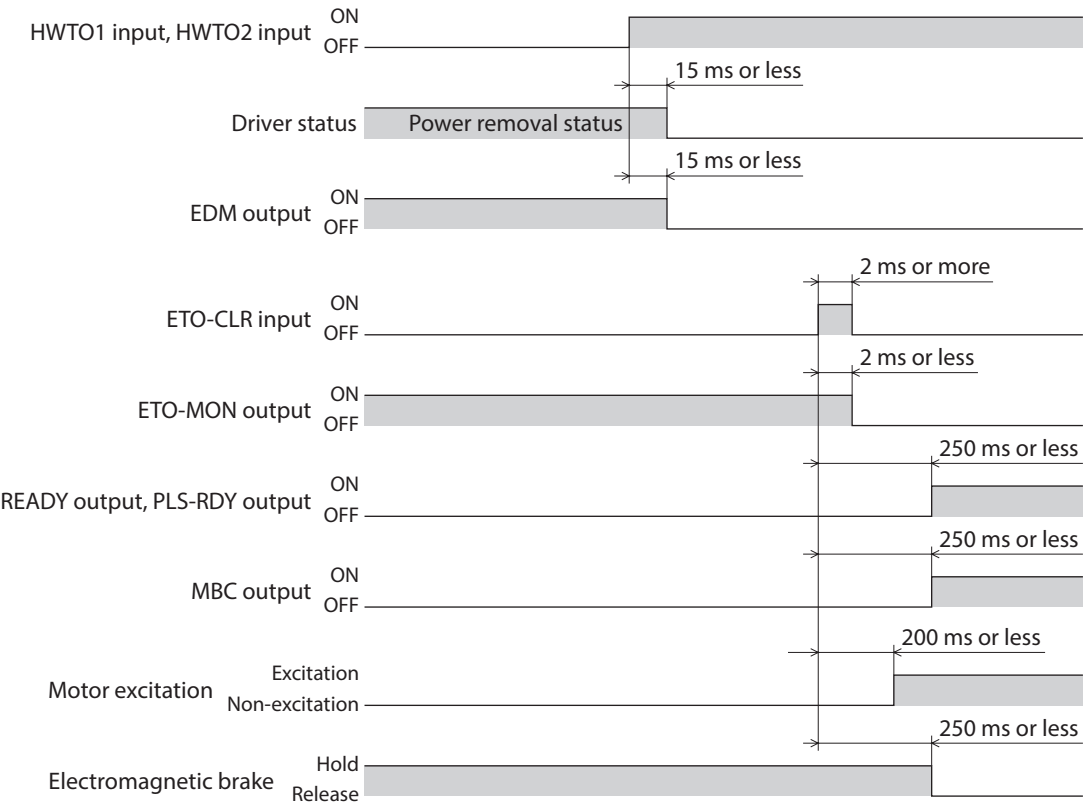 HWTO1 input, HWTO2 input
ON
OFF
15 ms or less
Driver status
Power removal status
15 ms or less
EDM output
ON
OFF
2 ms or more
ETO-CLR input
ON
OFF
2 ms or less
ETO-MON output
ON
OFF
250 ms or less
READY output, PLS-RDY output
ON
OFF
250 ms or less
MBC output
ON
OFF
200 ms or less
Motor excitation
Excitation
Non-excitation
250 ms or less
Electromagnetic brake
Hold
Release